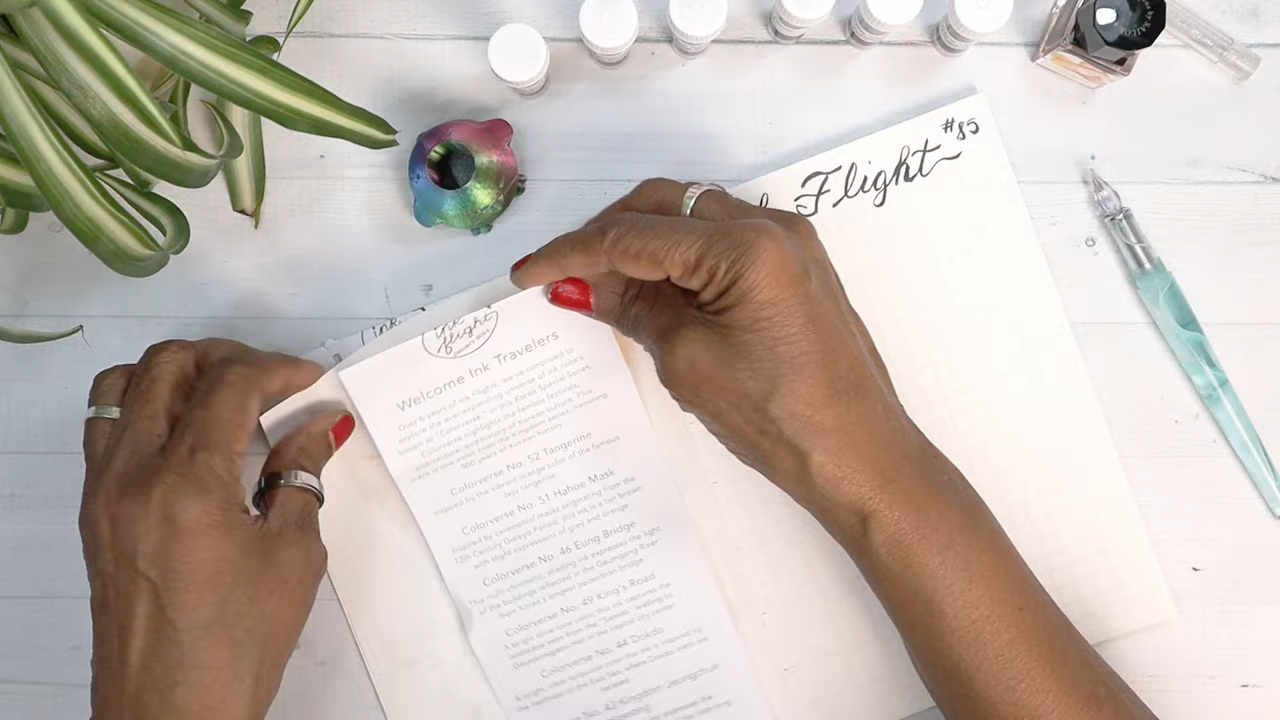 #85
Flight
ink
ink
flight
Welcome Ink Travelers
Over 6 years of Ink Flights, we've continued to
explore the ever-expanding universe of ink colors
known as "Colorverse". In this Korea Special Series,
Colorverse highlights the famous festivals,
architecture, and history of Korean culture. Plus,
there is one color from the Kingdom series, honoring
500 years of Korean history.
Colorverse No. 52 Tangerine
Inspired by the vibrant orange color of the famous
Jeju tangerine
Colorverse No. 51 Hahoe Mask
Inspired by ceremonial masks originating from the
12th Century Goreyo Period, this ink is a tan brown
with slight expressions of grey and orange.
Colorverse No. 46 Eung Bridge
This multi-chromatic, shading ink expresses the light
of the buildings reflected in the Geumgang River
from Korea's longest pedestrian bridge
Colorverse No. 49 King's Road
A bright olive tone, this ink captures the
landscape seen from the "Samdo" leading to
in the capital city center
Colorverse No. 44 Dokdo
A bright, clear turquoise color, this ink is inspired by
the of the East Sea, where Dokdo islets are
located.
Colorverse No. 43 Kingdom Jeongjohyo